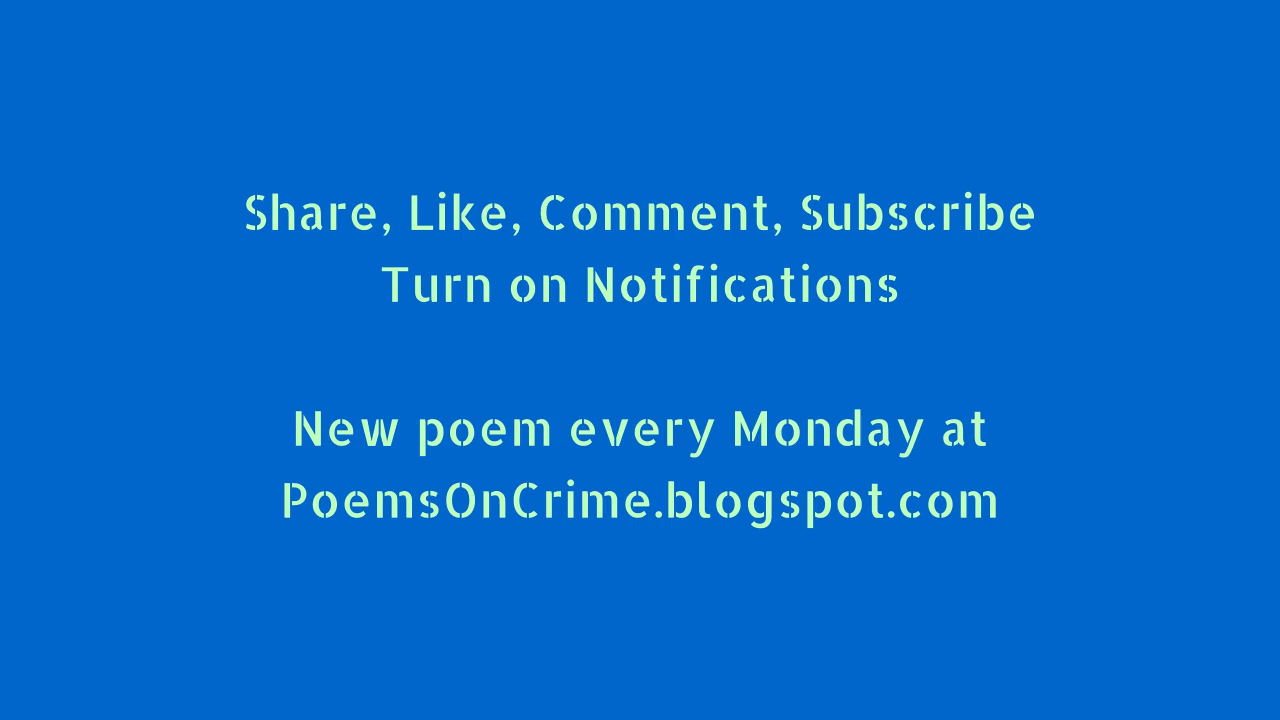 Share, Like, Comment, Subscribe
Turn on Notifications
New poem every Monday at
PoemsOnCrime.blogspot.com